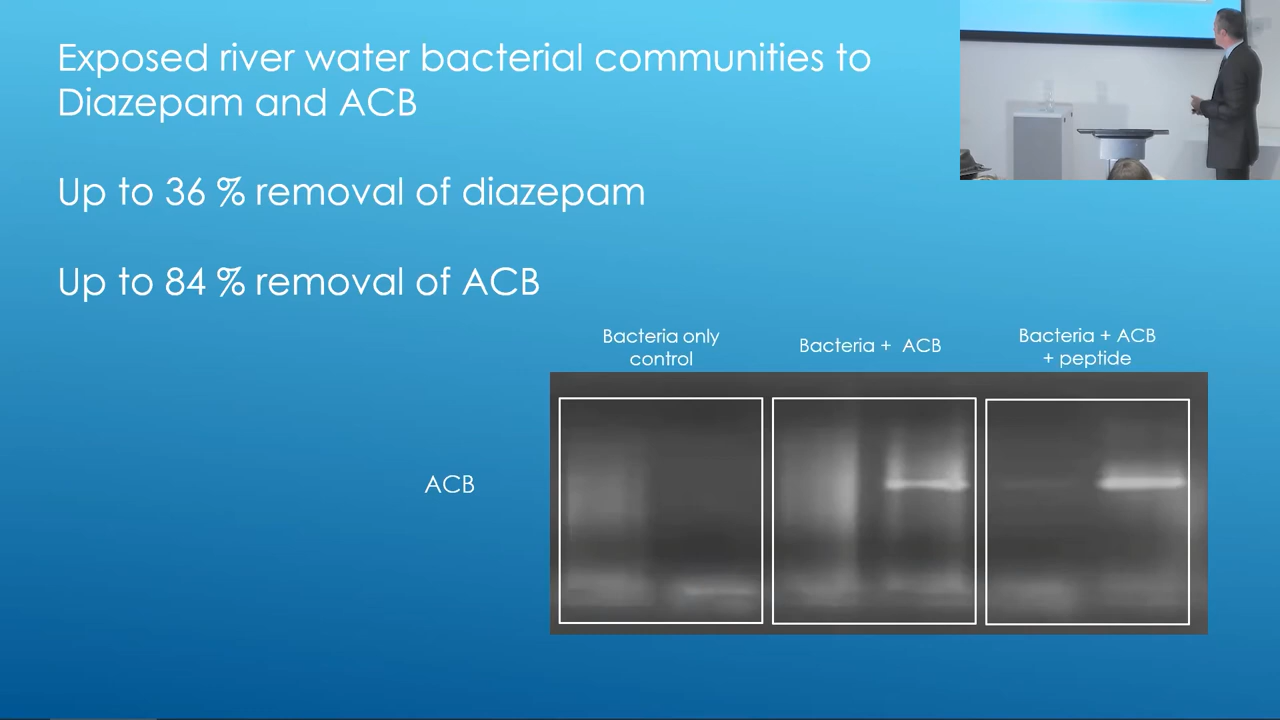 Exposed river water bacterial communities to
Diazepam and ACB
Up to 36 % removal of diazepam
Up to 84 % removal of ACB
Bacteria only
control
Bacteria + ACB
Bacteria + ACB
+ peptide
ACB